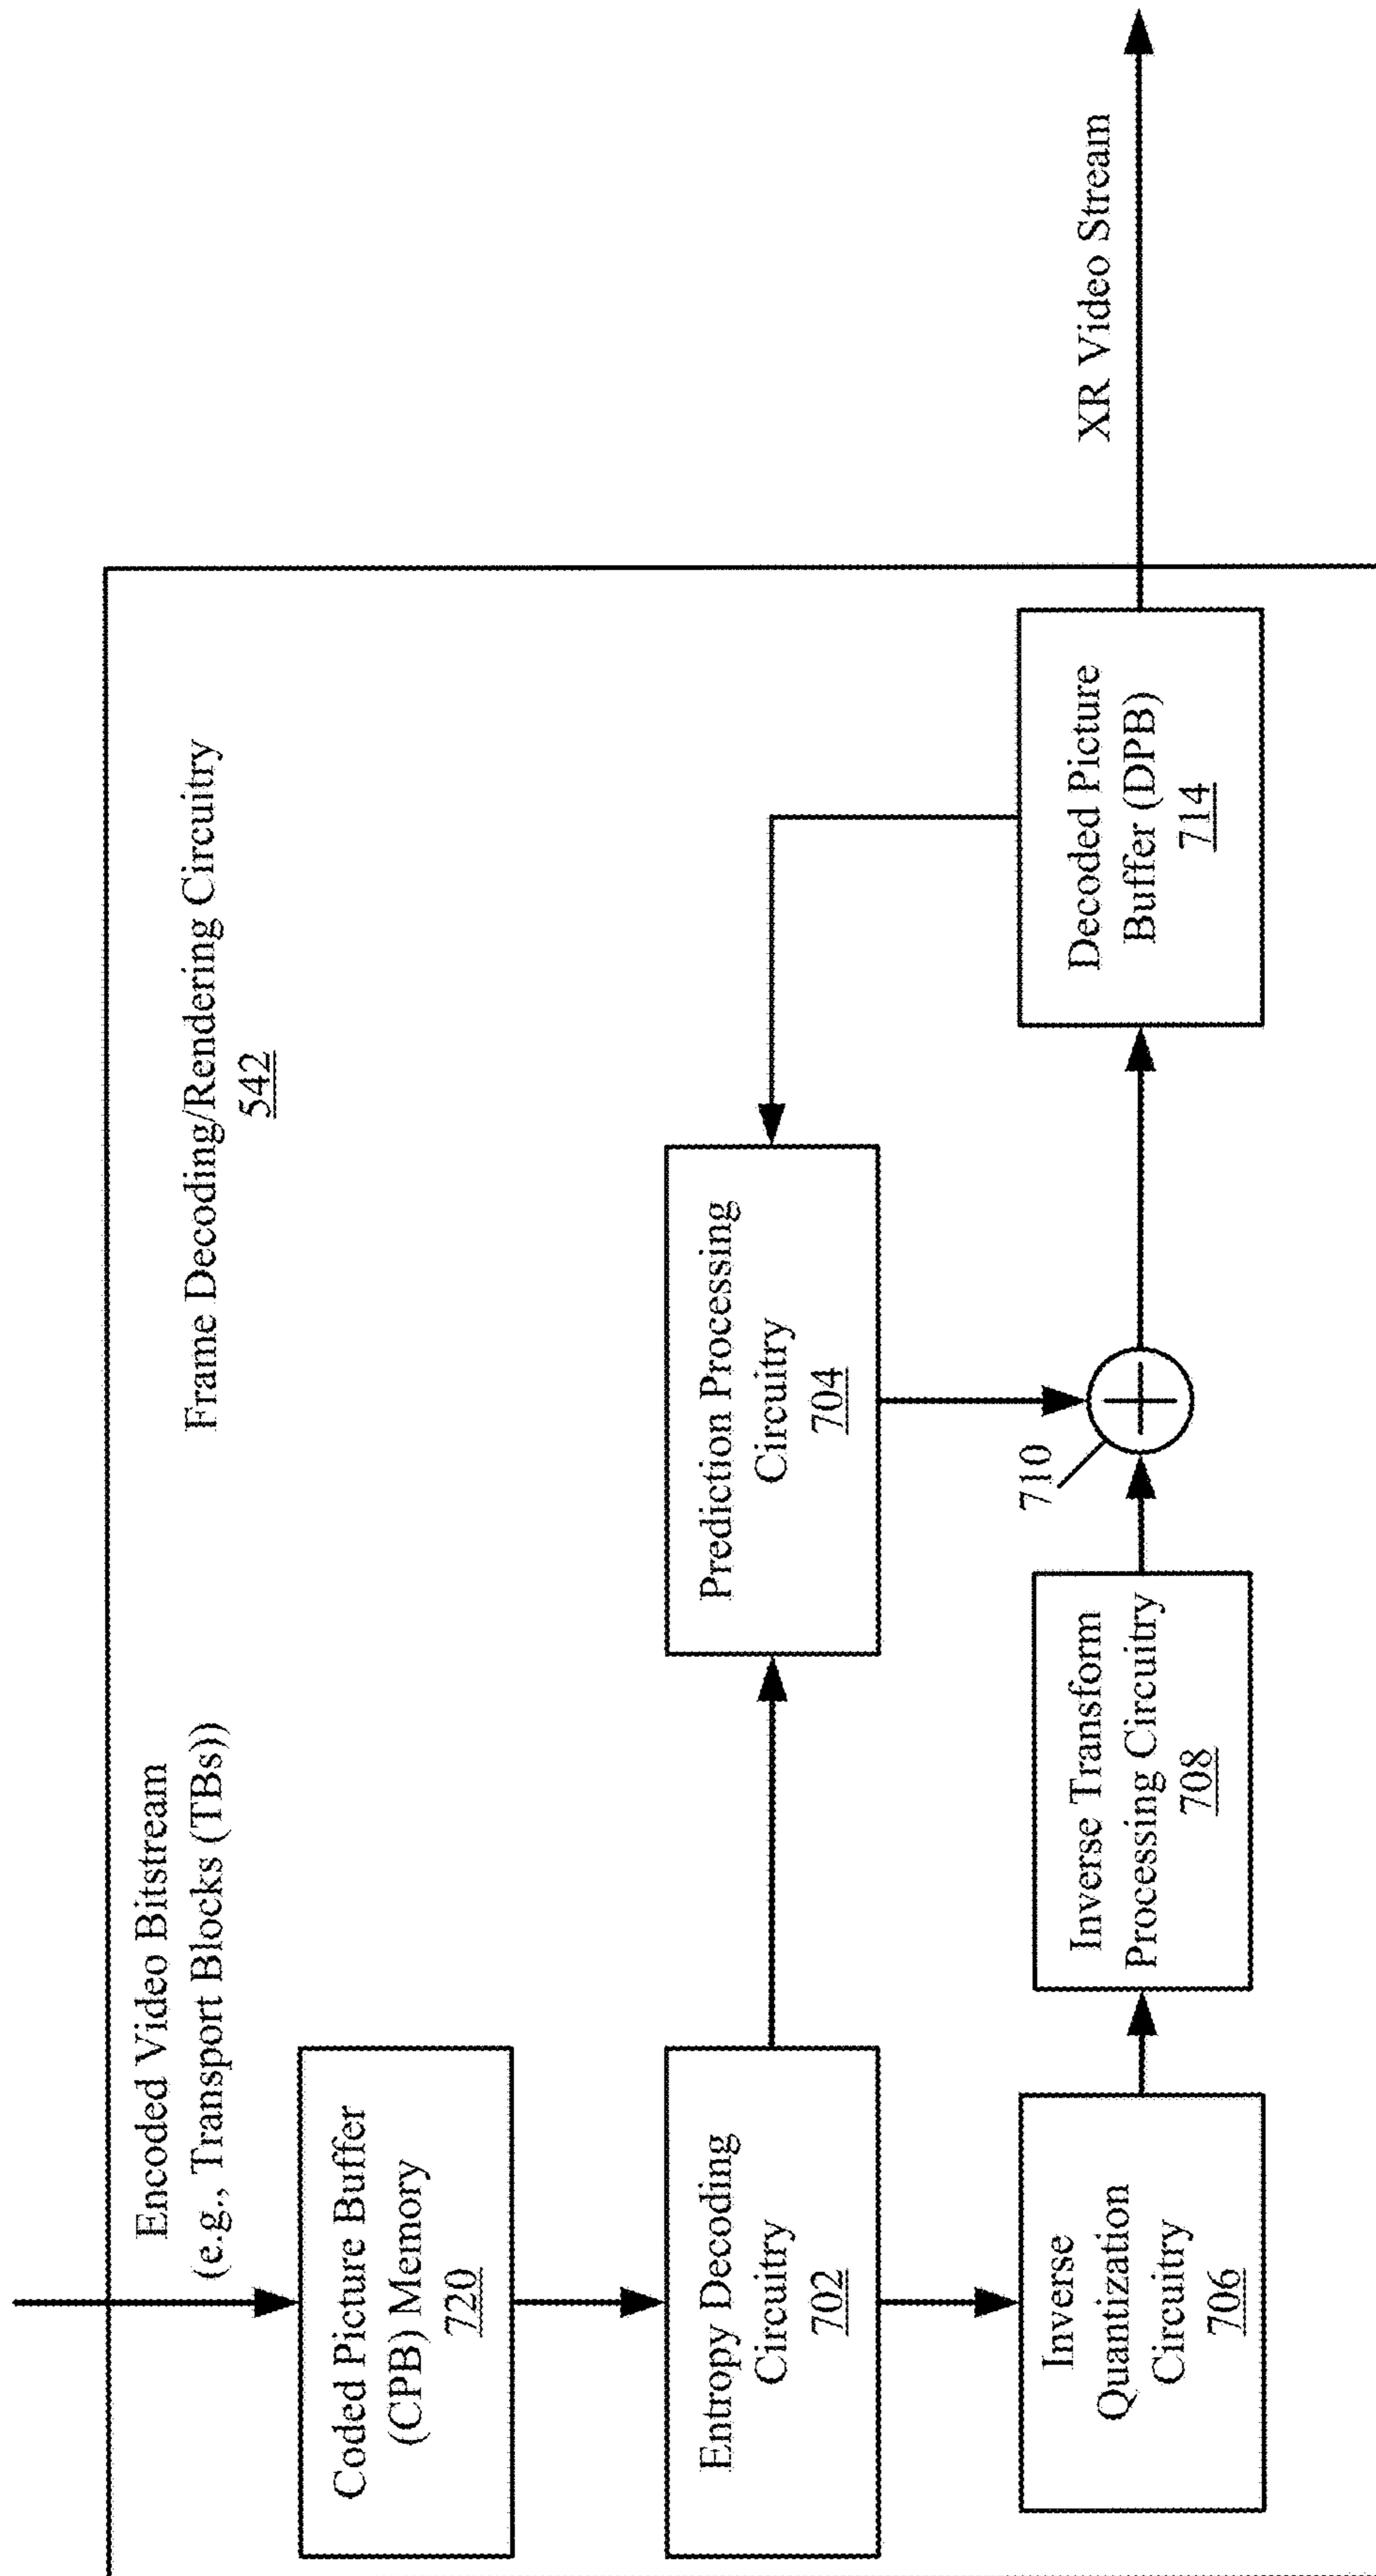 Frame Decoding/Rendering Circuitry
542
Encoded Video Bitstream
(e.g., Transport Blocks (TBs))
Coded Picture Buffer
(CPB) Memory
720
Entropy Decoding
Circuitry
702
Prediction Processing
Circuitry
704
Inverse
Quantization
Circuitry
706
Inverse Transform
Processing Circuitry
708
710
Decoded Picture
Buffer (DPB)
714
XR Video Stream